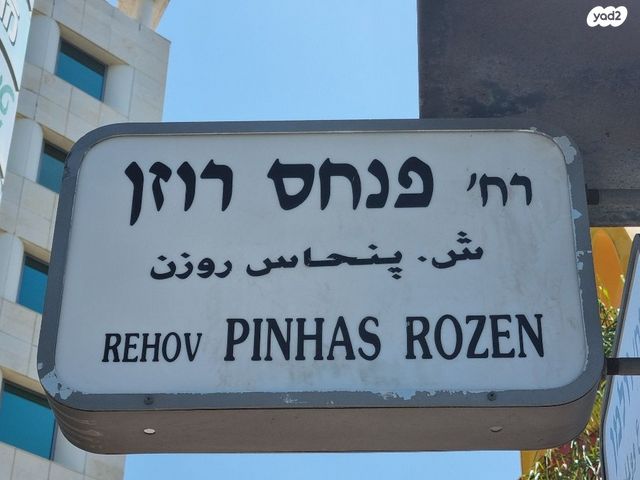 yad2
רח' פנחס רוזן
ش. پنحاس روزن
REHOV PINHAS ROZEN